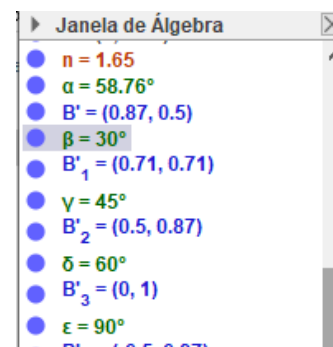 Janela de Álgebra
n = 1.65
α = 58.76°
B' = (0.87, 0.5)
β = 30°
B'₁ = (0.71, 0.71)
γ = 45°
B'₂ = (0.5, 0.87)
δ = 60°
B'₃ = (0, 1)
ε = 90°